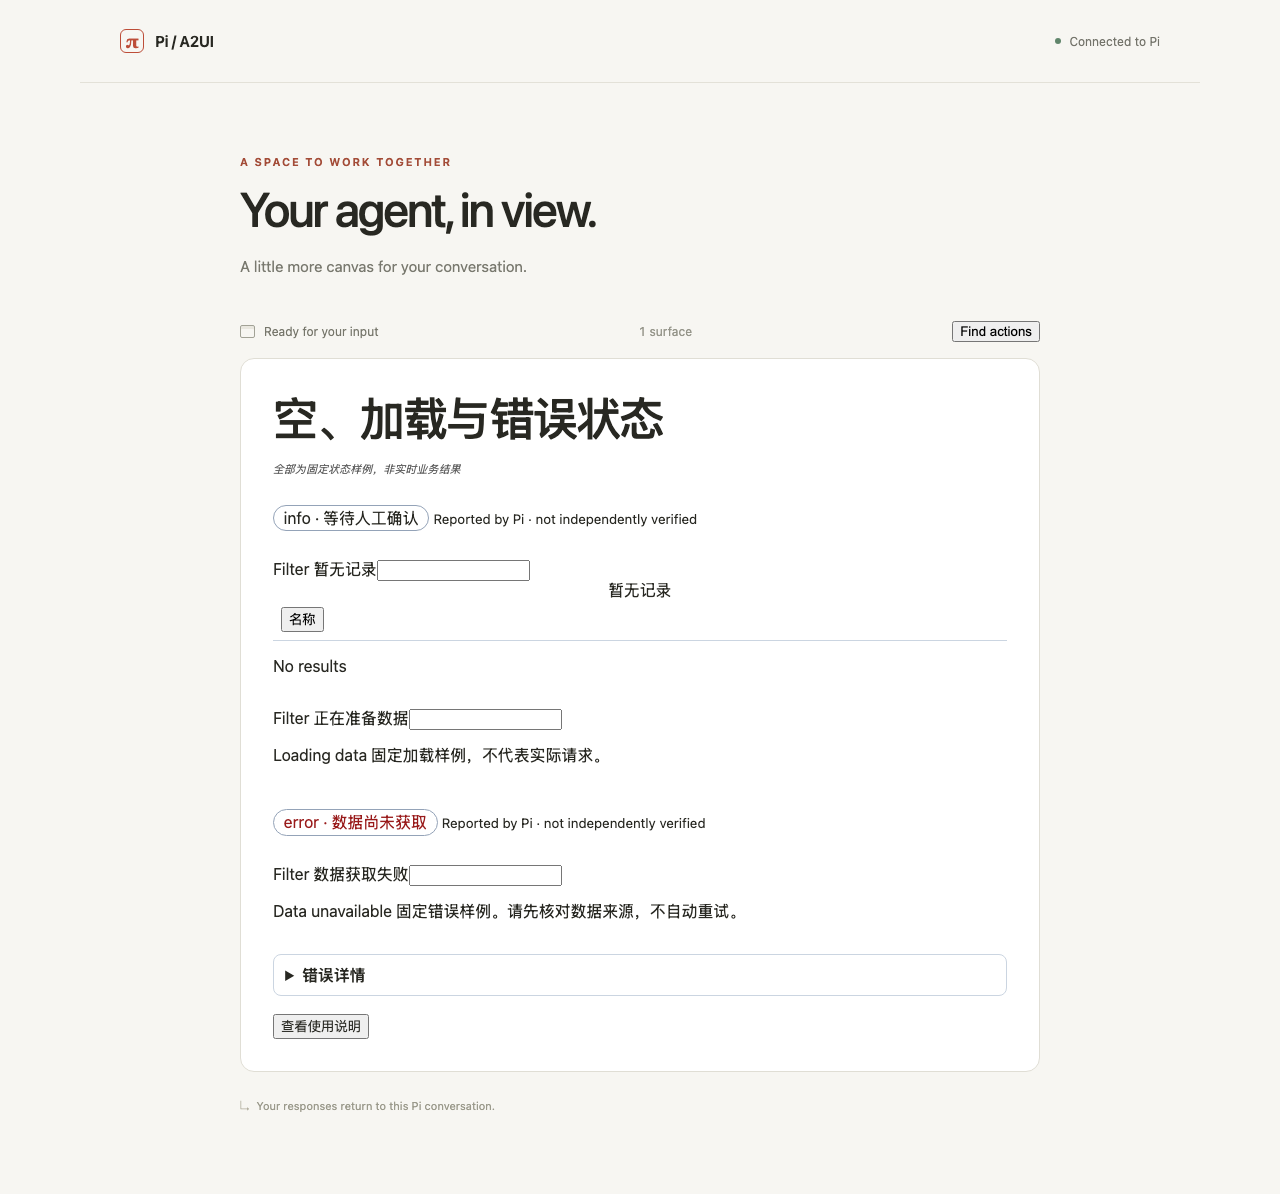 π Pi / A2UI
Connected to Pi
A SPACE TO WORK TOGETHER
Your agent, in view.
A little more canvas for your conversation.
Ready for your input
1 surface
Find actions
空、加载与错误状态
全部为固定状态样例，非实时业务结果
info · 等待人工确认 Reported by Pi · not independently verified
Filter 暂无记录
暂无记录
名称
No results
Filter 正在准备数据
Loading data 固定加载样例，不代表实际请求。
error · 数据尚未获取 Reported by Pi · not independently verified
Filter 数据获取失败
Data unavailable 固定错误样例。请先核对数据来源，不自动重试。
错误详情
查看使用说明
Your responses return to this Pi conversation.